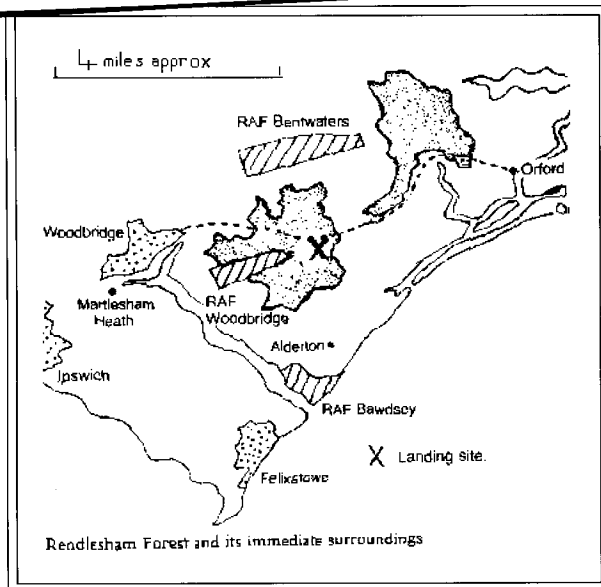 4 miles approx
RAF Bentwaters
Orford
Woodbridge
RAF
Woodbridge
Martlesham
Heath
Alderton
Ipswich
RAF Bawdsey
X Landing site.
Felixstowe
Rendlesham Forest and its immediate surroundings